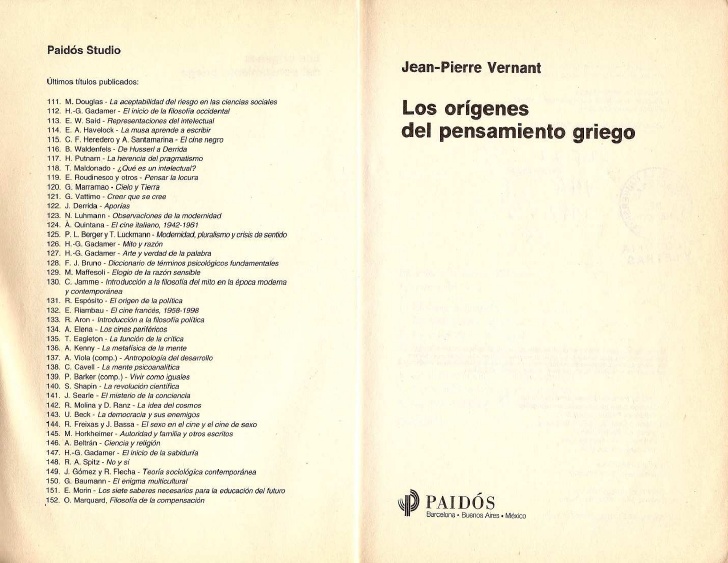 Paidós Studio
Últimos títulos publicados:
111. M. Douglas - La aceptabilidad del riesgo en las ciencias sociales
112. H.-G. Gadamer - El inicio de la filosofía occidental
113. E. W. Said - Representaciones del intelectual
114. E. A. Havelock - La musa aprende a escribir
115. C. F. Heredero y A. Santamarina - El cine negro
116. B. Waldenfels - De Husserl a Derrida
117. H. Putnam - La herencia del pragmatismo
118. T. Maldonado - ¿Qué es un intelectual?
119. E. Roudinesco y otros - Pensar la locura
120. G. Marramao - Cielo y Tierra
121. G. Vattimo - Creer que se cree
122. J. Derrida - Aporías
123. N. Luhmann - Observaciones de la modernidad
124. À. Quintana - El cine italiano, 1942-1961
125. P. L. Berger y T. Luckmann - Modernidad, pluralismo y crisis de sentido
126. H.-G. Gadamer - Mito y razón
127. H.-G. Gadamer - Arte y verdad de la palabra
128. F. J. Bruno - Diccionario de términos psicológicos fundamentales
129. M. Maffesoli - Elogio de la razón sensible
130. C. Jamme - Introducción a la filosofía del mito en la época moderna
y contemporánea
131. R. Espósito - El origen de la política
132. E. Riambau - El cine francés, 1958-1998
133. R. Aron - Introducción a la filosofía política
134. A. Elena - Los cines periféricos
135. T. Eagleton - La función de la crítica
136. A. Kenny - La metafísica de la mente
137. A. Viola (comp.) - Antropología del desarrollo
138. C. Cavell - La mente psicoanalítica
139. P. Barker (comp.) - Vivir como iguales
140. S. Shapin - La revolución científica
141. J. Searle - El misterio de la conciencia
142. R. Molina y D. Ranz - La idea del cosmos
143. U. Beck - La democracia y sus enemigos
144. R. Freixas y J. Bassa - El sexo en el cine y el cine de sexo
145. M. Horkheimer - Autoridad y familia y otros escritos
146. A. Beltrán - Ciencia y religión
147. H.-G. Gadamer - El inicio de la sabiduría
148. R. A. Spitz - No y sí
149. J. Gómez y R. Flecha - Teoría sociológica contemporánea
150. G. Baumann - El enigma multicultural
151. E. Morin - Los siete saberes necesarios para la educación del futuro
152. O. Marquard, Filosofía de la compensación
Jean-Pierre Vernant
Los orígenes
del pensamiento griego
PAIDÓS
Barcelona • Buenos Aires • México